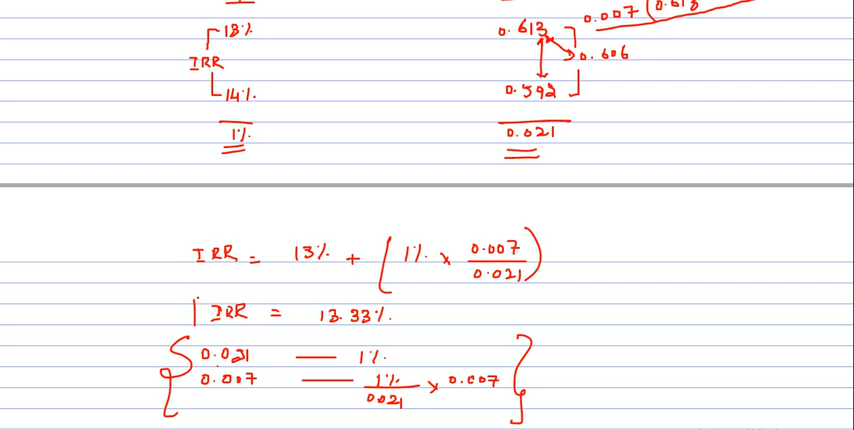 0.007 (0.613
13% 0.613
IRR 0.606
14% 0.592
1% 0.021
IRR = 13% + (1% × 0.007/0.021)
IRR = 13.33%
0.021 — 1%
0.007 — 1%/0.021 × 0.007